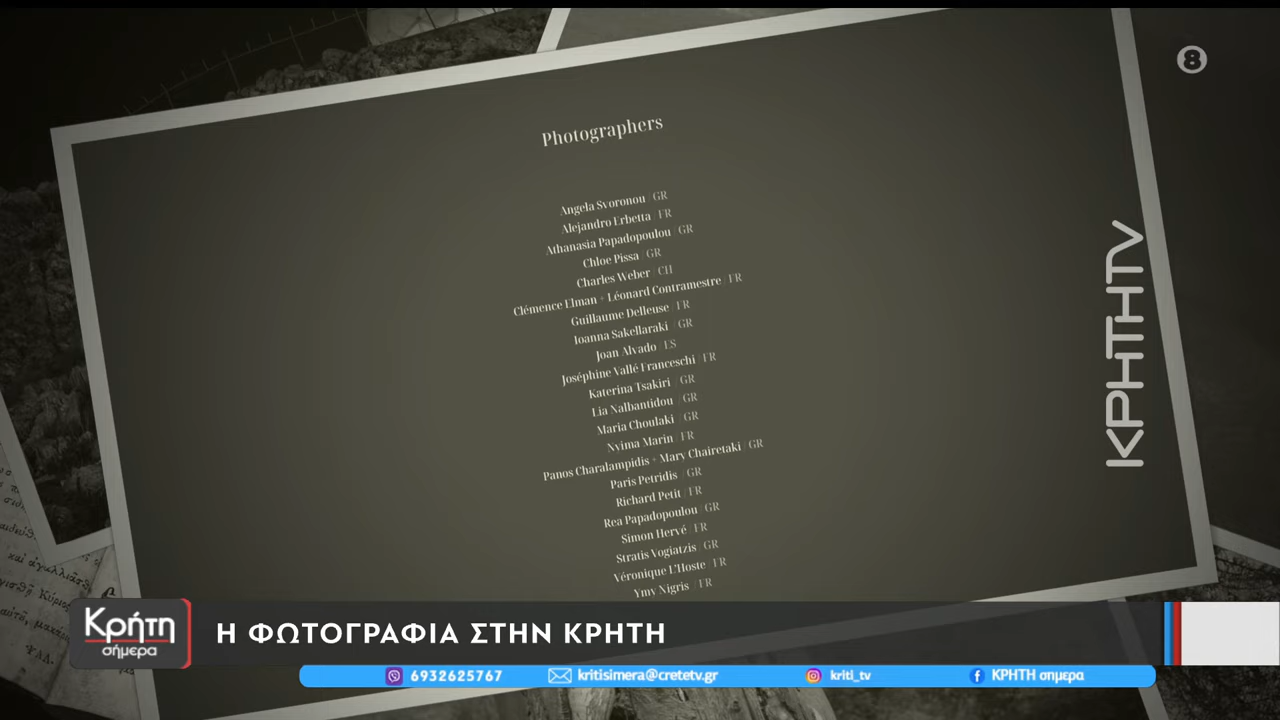 8
Photographers
Angela Svoronou / GR
Alejandro Erbetta / FR
Athanasia Papadopoulou / GR
Chloe Pissa / GR
Charles Weber / CH
Clémence Elman + Léonard Contramestre / FR
Guillaume Delleuse / FR
Ioanna Sakellaraki / GR
Joan Alvado / ES
Joséphine Vallé Franceschi / FR
Katerina Tsakiri / GR
Lia Nalbantidou / GR
Maria Choulaki / GR
Nyima Marin / FR
Panos Charalampidis + Mary Chairetaki / GR
Paris Petridis / GR
Richard Petit / FR
Rea Papadopoulou / GR
Simon Hervé / FR
Stratis Vogiatzis / GR
Véronique L'Hoste / FR
Ymy Nigris / FR
ΚΡΗΤΗTV
καὶ ἀγκαλλιᾶσ
Κρήτη
σήμερα
Η ΦΩΤΟΓΡΑΦΙΑ ΣΤΗΝ ΚΡΗΤΗ
6932625767
kritisimera@cretetv.gr
kriti_tv
ΚΡΗΤΗ σημερα